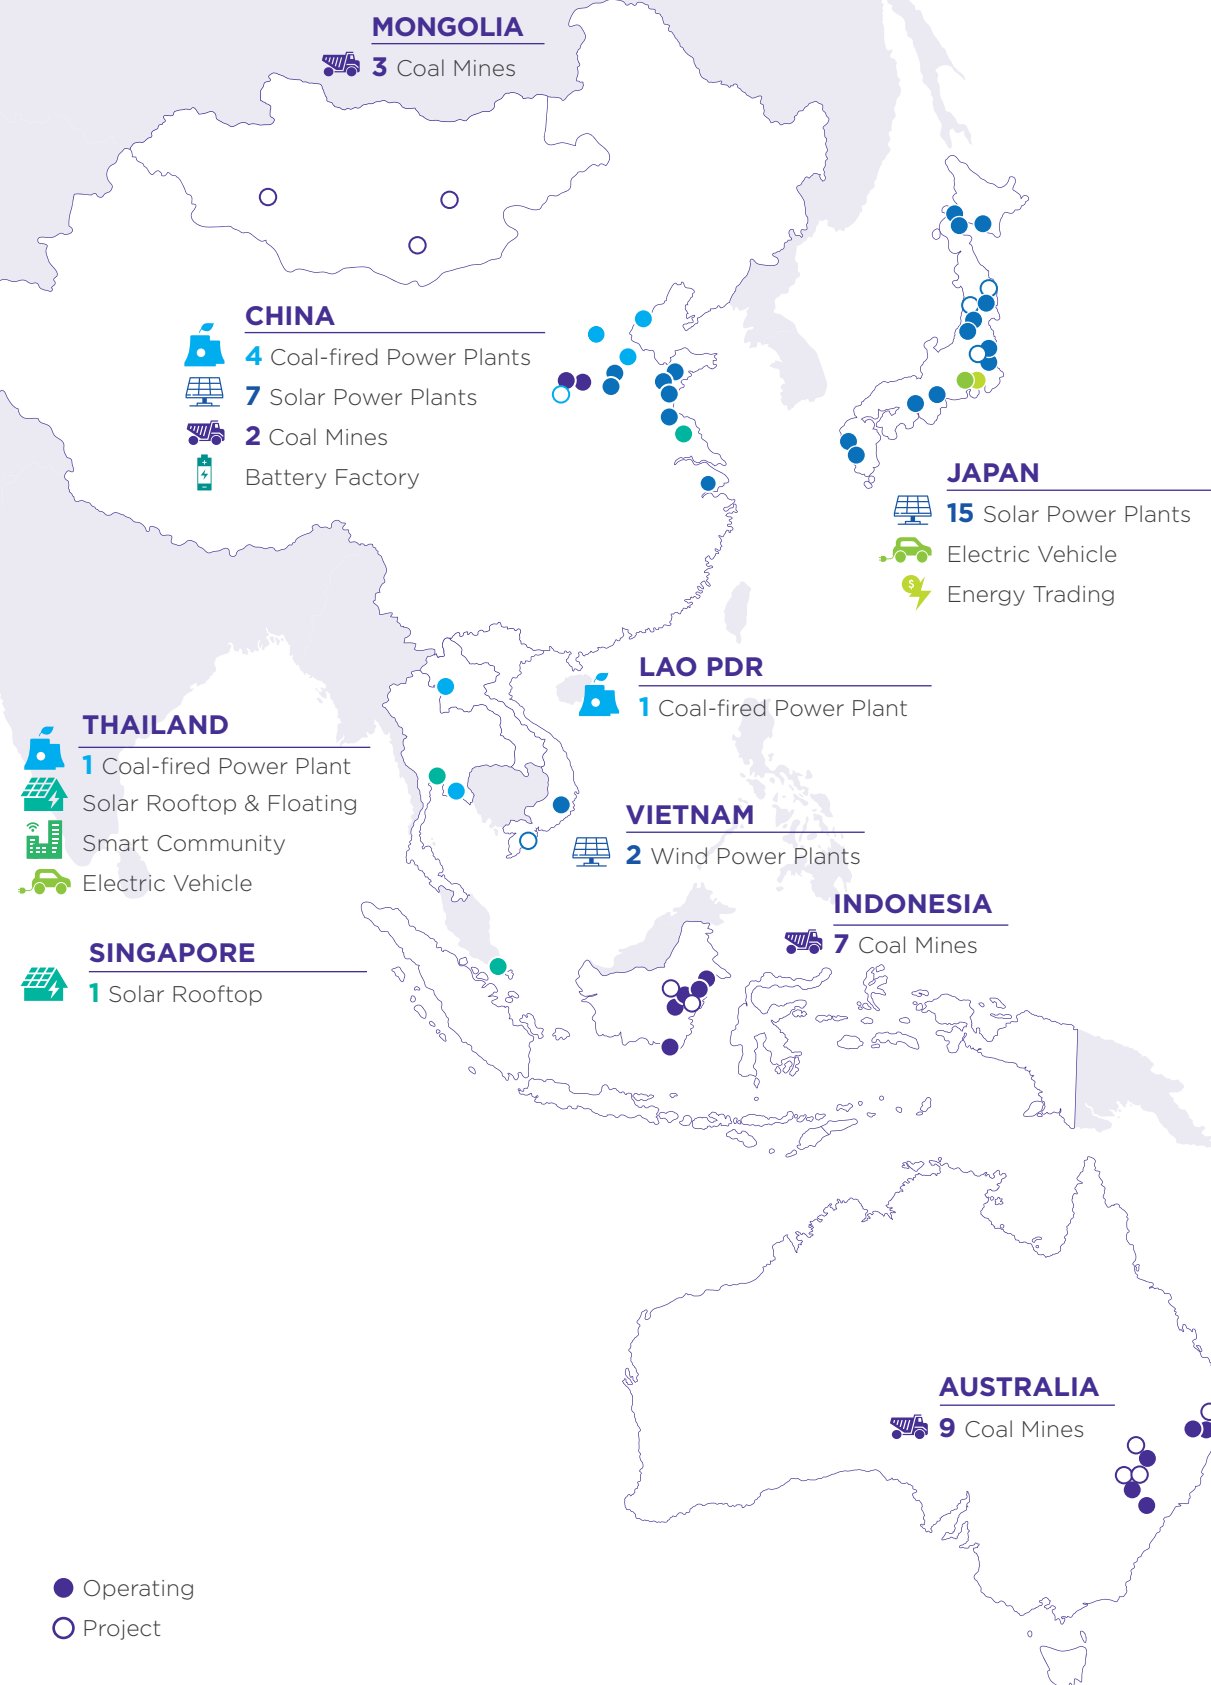 MONGOLIA
3 Coal Mines
CHINA
4 Coal-fired Power Plants
7 Solar Power Plants
2 Coal Mines
Battery Factory
JAPAN
15 Solar Power Plants
Electric Vehicle
Energy Trading
LAO PDR
1 Coal-fired Power Plant
THAILAND
1 Coal-fired Power Plant
Solar Rooftop & Floating
Smart Community
Electric Vehicle
VIETNAM
2 Wind Power Plants
INDONESIA
7 Coal Mines
SINGAPORE
1 Solar Rooftop
AUSTRALIA
9 Coal Mines
Operating
Project